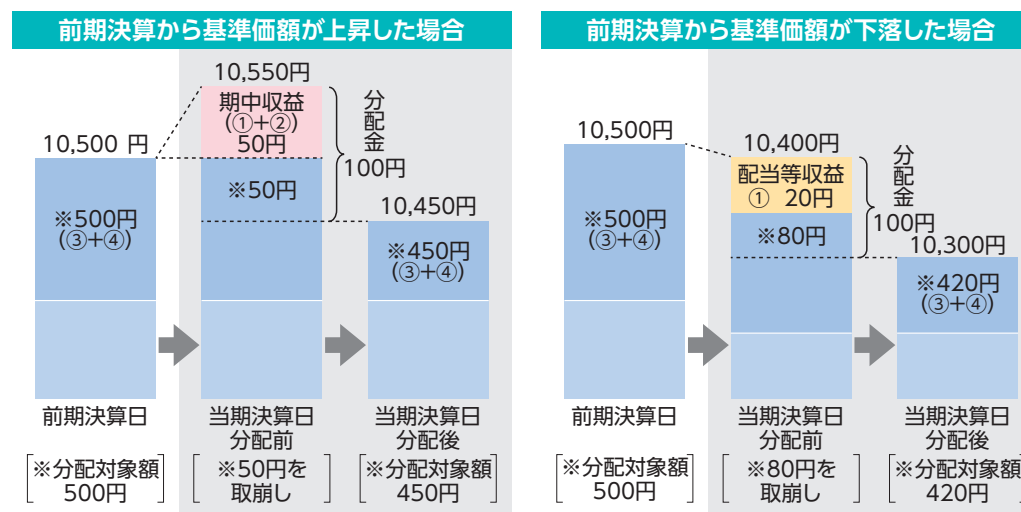 前期決算から基準価額が上昇した場合
10,550円
期中収益
(①+②)
50円
分配金
100円
10,500 円
※500円
(③+④)
※50円
10,450円
※450円
(③+④)
前期決算日
当期決算日
分配前
当期決算日
分配後
※分配対象額
500円
※50円を
取崩し
※分配対象額
450円
前期決算から基準価額が下落した場合
10,500円
10,400円
配当等収益
① 20円
分配金
100円
※500円
(③+④)
※80円
10,300円
※420円
(③+④)
前期決算日
当期決算日
分配前
当期決算日
分配後
※分配対象額
500円
※80円を
取崩し
※分配対象額
420円